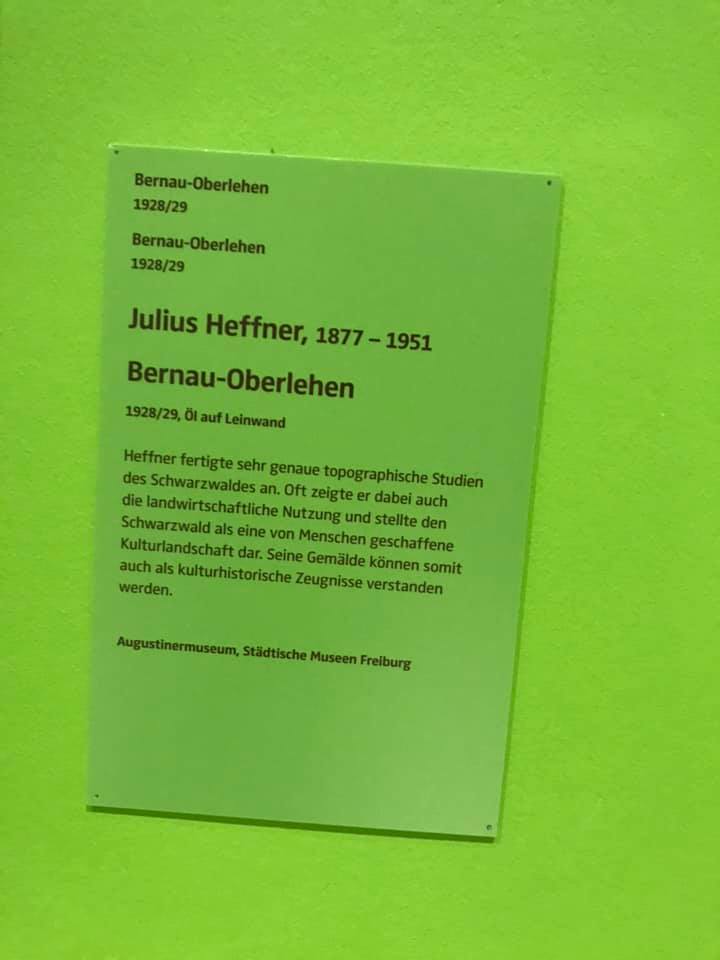 Bernau-Oberlehen
1928/29
Bernau-Oberlehen
1928/29
Julius Heffner, 1877 – 1951
Bernau-Oberlehen
1928/29, Öl auf Leinwand
Heffner fertigte sehr genaue topographische Studien
des Schwarzwaldes an. Oft zeigte er dabei auch
die landwirtschaftliche Nutzung und stellte den
Schwarzwald als eine von Menschen geschaffene
Kulturlandschaft dar. Seine Gemälde können somit
auch als kulturhistorische Zeugnisse verstanden
werden.
Augustinermuseum, Städtische Museen Freiburg